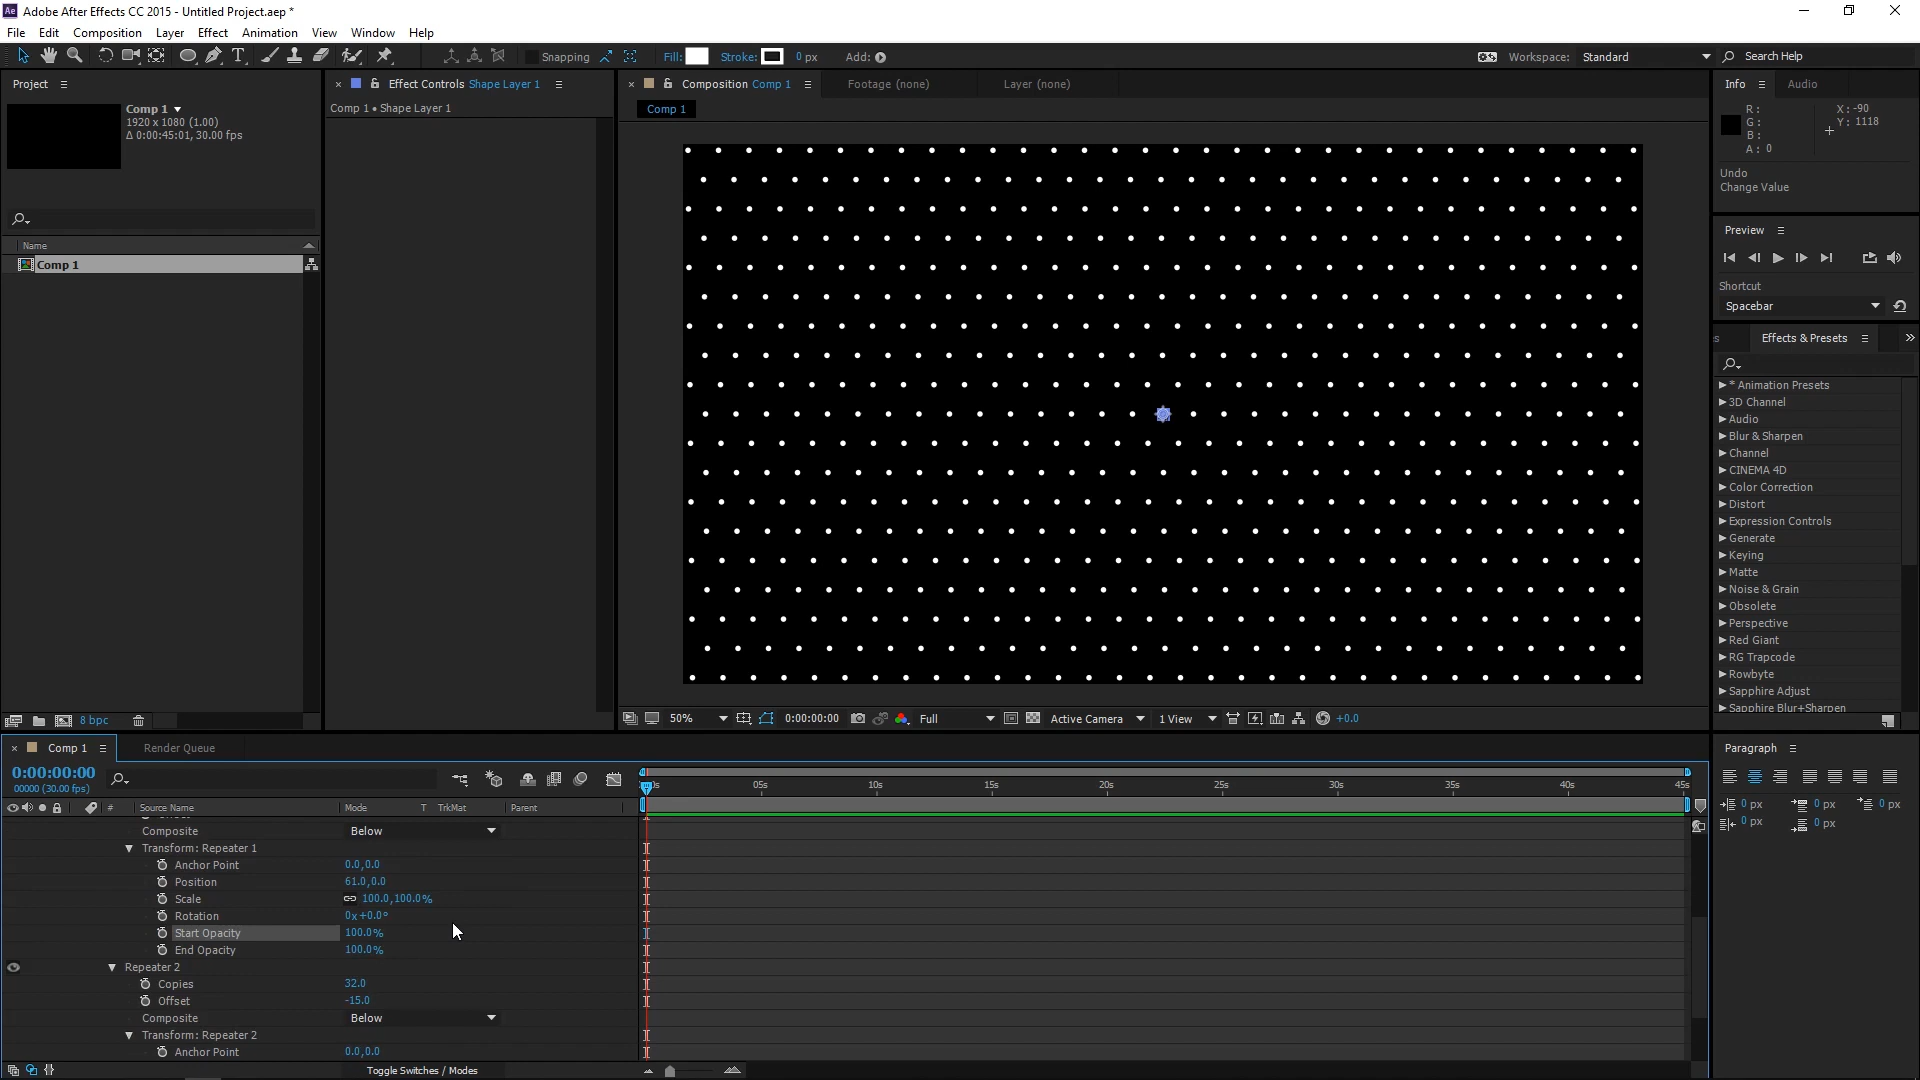 Adobe After Effects CC 2015 - Untitled Project.aep *
File Edit Composition Layer Effect Animation View Window Help
Snapping Fill: Stroke: 0 px Add: Workspace: Standard Search Help
Project
Comp 1
1920 x 1080 (1.00)
Δ 0:00:45:01, 30.00 fps
Name
Comp 1
8 bpc
Effect Controls Shape Layer 1
Comp 1 • Shape Layer 1
Composition Comp 1 Footage (none) Layer (none)
Comp 1
50% 0:00:00:00 Full Active Camera 1 View +0.0
Info Audio
R: X: -90
G: Y: 1118
B:
A: 0
Undo
Change Value
Preview
Shortcut
Spacebar
Effects & Presets
* Animation Presets
3D Channel
Audio
Blur & Sharpen
Channel
CINEMA 4D
Color Correction
Distort
Expression Controls
Generate
Keying
Matte
Noise & Grain
Obsolete
Perspective
Red Giant
RG Trapcode
Rowbyte
Sapphire Adjust
Sapphire Blur+Sharpen
Paragraph
0 px 0 px 0 px
0 px 0 px
Comp 1 Render Queue
0:00:00:00
00000 (30.00 fps)
05s 10s 15s 20s 25s 30s 35s 40s 45s
# Source Name Mode T TrkMat Parent
Composite Below
Transform: Repeater 1
Anchor Point 0.0,0.0
Position 61.0,0.0
Scale 100.0,100.0%
Rotation 0x+0.0°
Start Opacity 100.0%
End Opacity 100.0%
Repeater 2
Copies 32.0
Offset -15.0
Composite Below
Transform: Repeater 2
Anchor Point 0.0,0.0
Toggle Switches / Modes